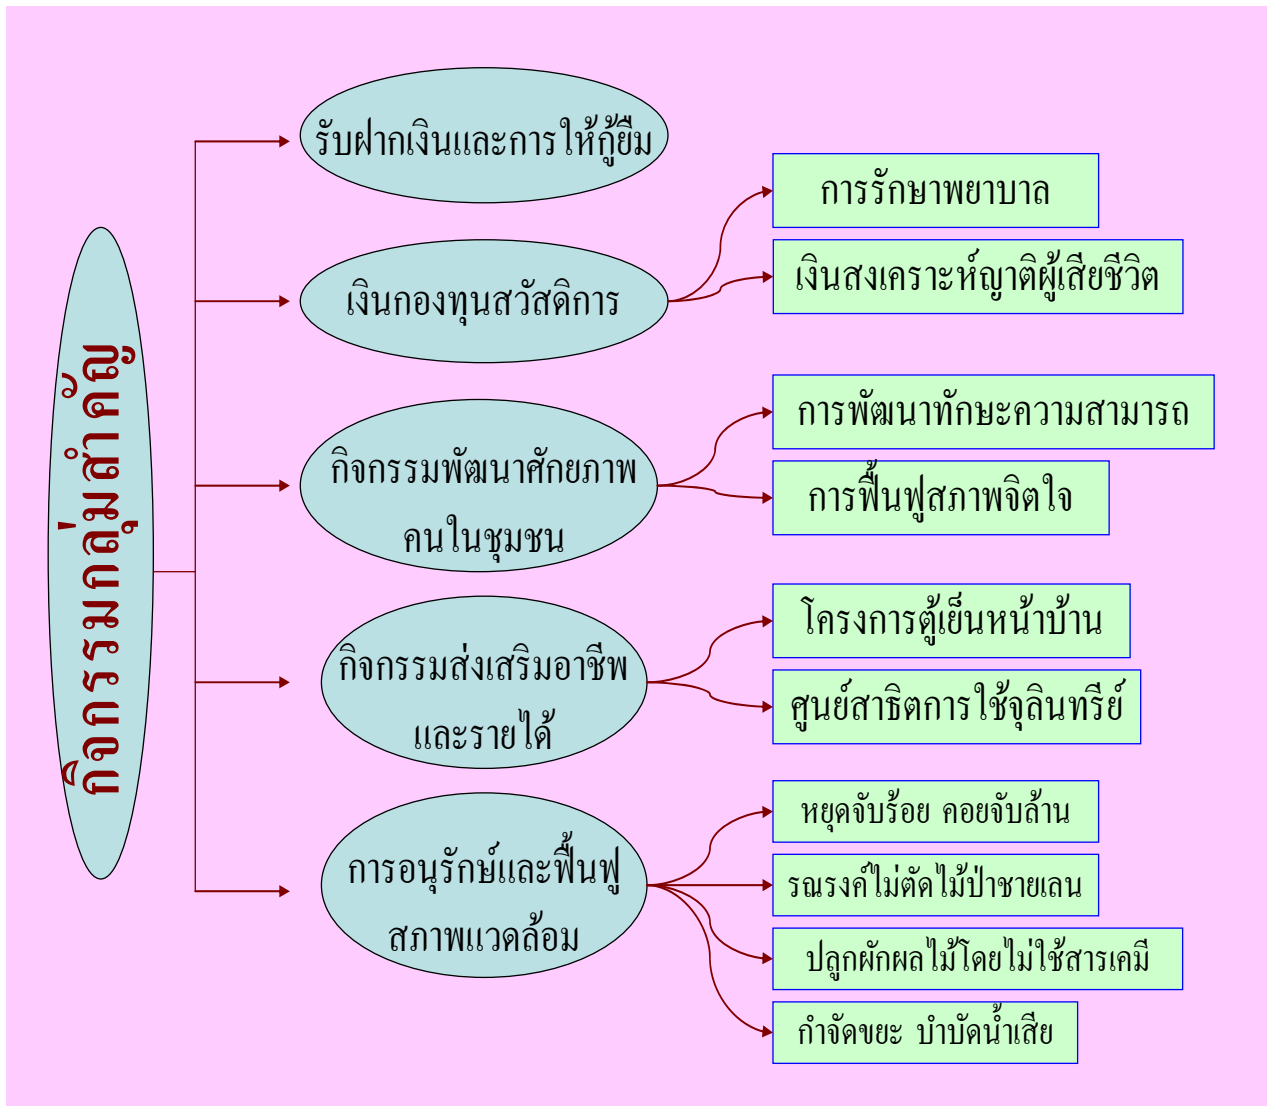 กิจกรรมกลุ่มสำคัญ
รับฝากเงินและการให้กู้ยืม
เงินกองทุนสวัสดิการ
การรักษาพยาบาล
เงินสงเคราะห์ญาติผู้เสียชีวิต
กิจกรรมพัฒนาศักยภาพ
คนในชุมชน
การพัฒนาทักษะความสามารถ
การฟื้นฟูสภาพจิตใจ
กิจกรรมส่งเสริมอาชีพ
และรายได้
โครงการตู้เย็นหน้าบ้าน
ศูนย์สาธิตการใช้จุลินทรีย์
การอนุรักษ์และฟื้นฟู
สภาพแวดล้อม
หยุดจับร้อย คอยจับล้าน
รณรงค์ไม่ตัดไม้ป่าชายเลน
ปลูกผักผลไม้โดยไม่ใช้สารเคมี
กำจัดขยะ บำบัดน้ำเสีย